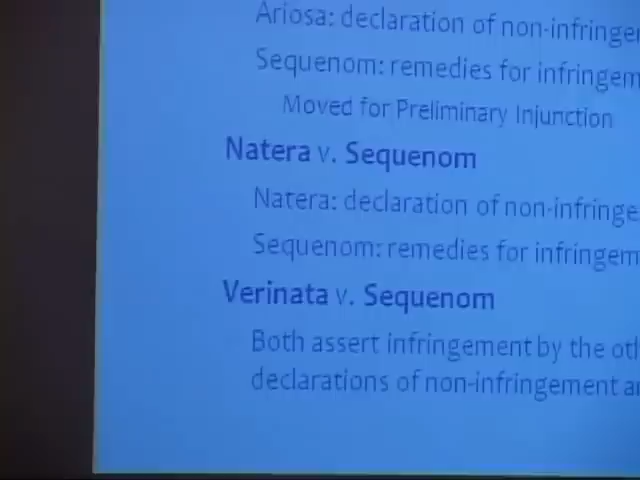 Ariosa: declaration of non-infringe
Sequenom: remedies for infringem
Moved for Preliminary Injunction
Natera v. Sequenom
Natera: declaration of non-infringe
Sequenom: remedies for infringem
Verinata v. Sequenom
Both assert infringement by the oth
declarations of non-infringement a